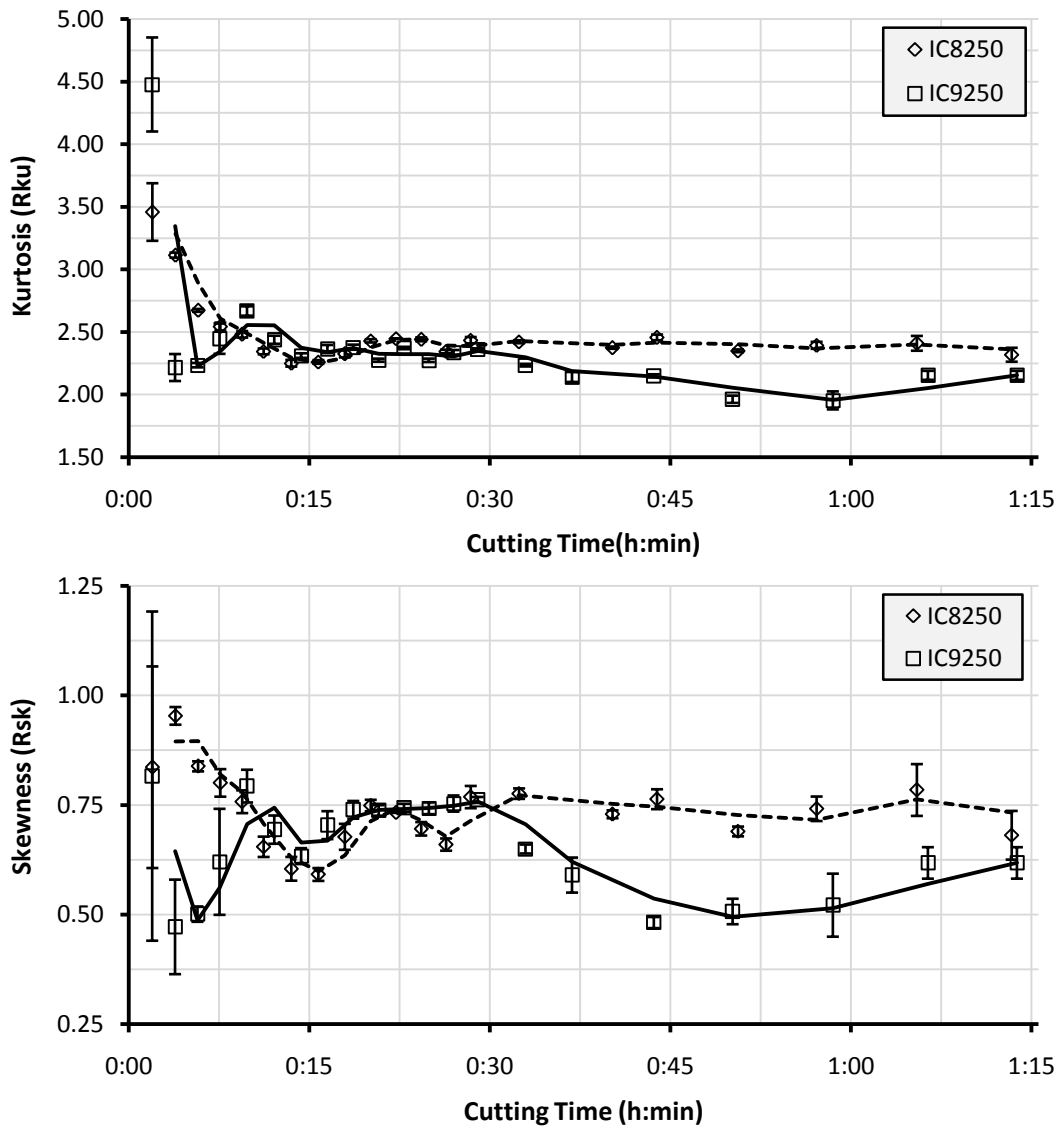 5.00
4.50
4.00
3.50
3.00
2.50
2.00
1.50
Kurtosis (Rku)
IC8250
IC9250
0:00 0:15 0:30 0:45 1:00 1:15
Cutting Time(h:min)
1.25
1.00
0.75
0.50
0.25
Skewness (Rsk)
IC8250
IC9250
0:00 0:15 0:30 0:45 1:00 1:15
Cutting Time (h:min)